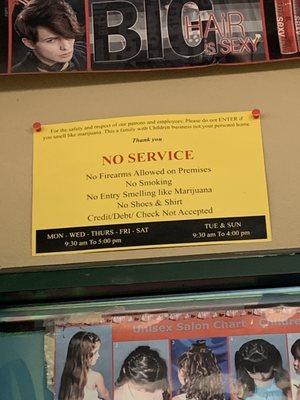 BIG
HAIR
IS SEXY
For the safety and respect of our patrons and employees. Please do not ENTER if
you smell like marijuana. This a family with Children business not your personal home
Thank you
NO SERVICE
No Firearms Allowed on Premises
No Smoking
No Entry Smelling like Marijuana
No Shoes & Shirt
Credit/Debt/ Check Not Accepted
MON - WED - THURS - FRI - SAT
9:30 am To 5:00 pm
TUE & SUN
9:30 am To 4:00 pm
Unisex Salon Chart